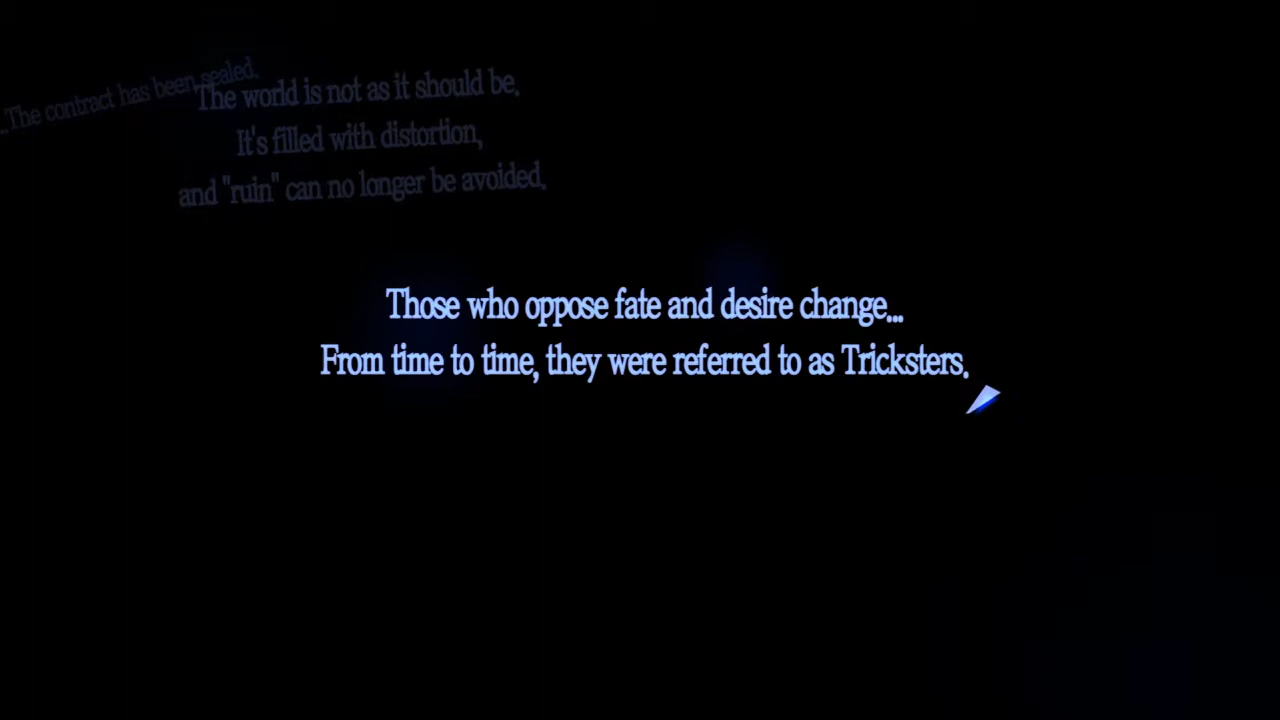 ...The contract has been sealed.
The world is not as it should be.
It's filled with distortion,
and "ruin" can no longer be avoided.
Those who oppose fate and desire change...
From time to time, they were referred to as Tricksters.